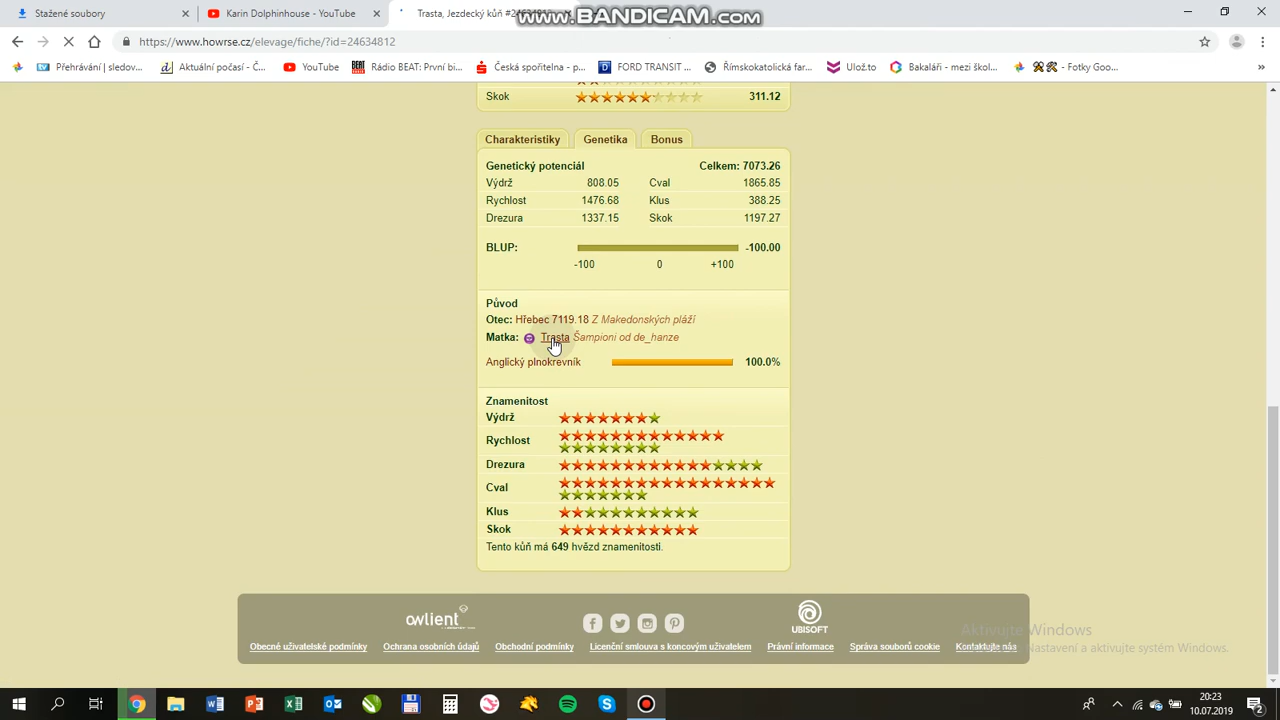 www.BANDICAM.com
Stažené soubory
Karin Dolphinhouse - YouTube
Trasta, Jezdecký kůň #24634812
https://www.howrse.cz/elevage/fiche/?id=24634812
Přehrávání | sledov...
Aktuální počasí - Č...
YouTube
Rádio BEAT: První bi...
Česká spořitelna - p...
FORD TRANSIT ...
Římskokatolická far...
Ulož.to
Bakaláři - mezi škol...
Fotky Goo...
»
Skok 311.12
Charakteristiky Genetika Bonus
Genetický potenciál Celkem: 7073.26
Výdrž 808.05 Cval 1865.85
Rychlost 1476.68 Klus 388.25
Drezura 1337.15 Skok 1197.27
BLUP: -100.00
-100 0 +100
Původ
Otec: Hřebec 7119.18 Z Makedonských pláží
Matka: Trasta Šampioni od de_hanze
Anglický plnokrevník 100.0%
Znamenitost
Výdrž
Rychlost
Drezura
Cval
Klus
Skok
Tento kůň má 649 hvězd znamenitosti.
owlient
UBISOFT
Obecné uživatelské podmínky
Ochrana osobních údajů
Obchodní podmínky
Licenční smlouva s koncovým uživatelem
Právní informace
Správa souborů cookie
Kontaktujte nás
Aktivujte Windows
Nastavení a aktivujte systém Windows.
20:23
10.07.2019